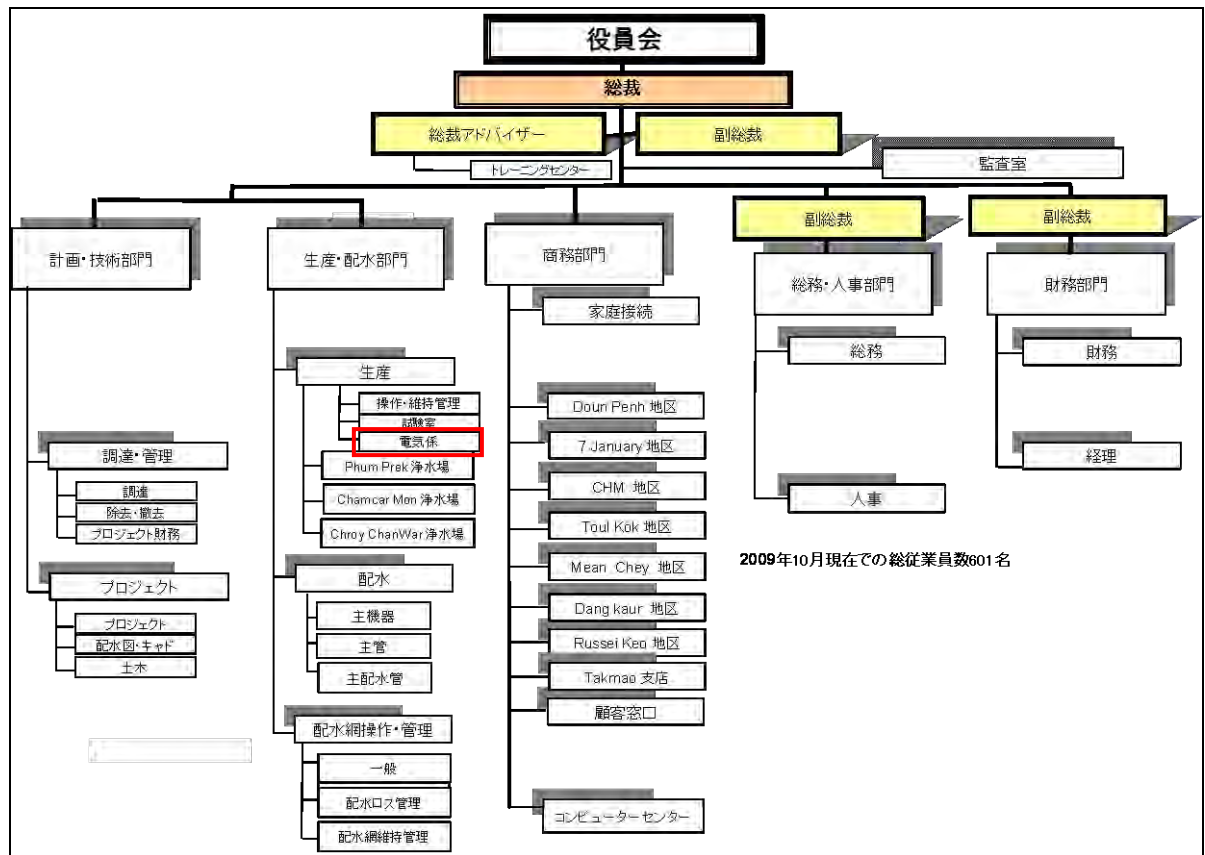 役員会
総裁
総裁アドバイザー
副総裁
トレーニングセンター
監査室
計画・技術部門
調達・管理
調達
除去・撤去
プロジェクト財務
プロジェクト
プロジェクト
配水図・キャド
土木
生産・配水部門
生産
操作・維持管理
試験室
電気係
Phum Prek 浄水場
Chamcar Mon 浄水場
Chroy ChanWar 浄水場
配水
主機器
主管
主配水管
配水網操作・管理
一般
配水ロス管理
配水網維持管理
商務部門
家庭接続
Doun Penh 地区
7 January 地区
CHM 地区
Toul Kok 地区
Mean Chey 地区
Dang kaur 地区
Russei Keo 地区
Takmao 支店
顧客窓口
コンピューターセンター
副総裁
総務・人事部門
総務
人事
副総裁
財務部門
財務
経理
2009年10月現在での総従業員数601名